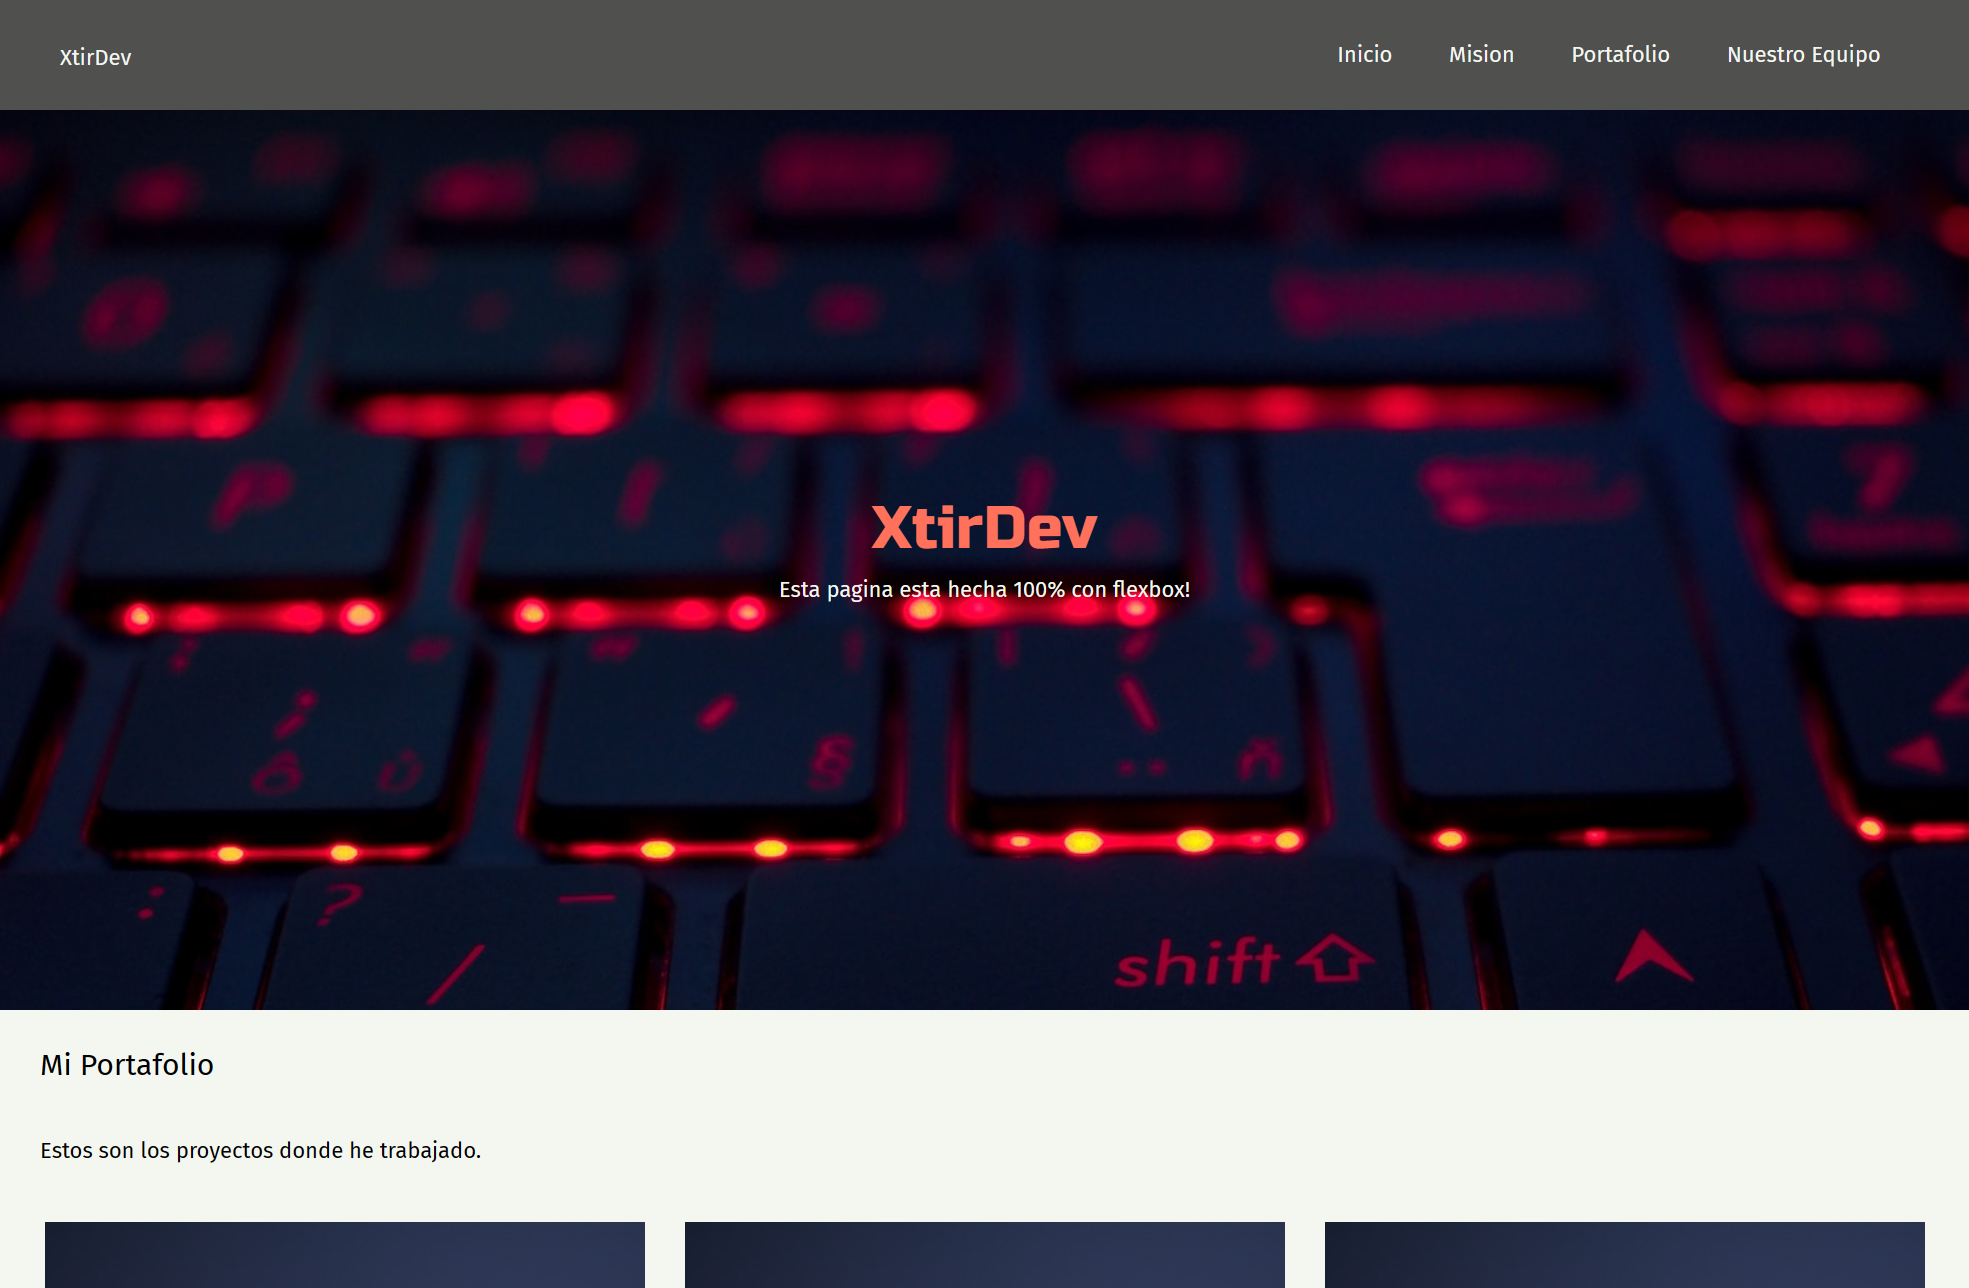 XtirDev
Inicio Mision Portafolio Nuestro Equipo
P
XtirDev
Esta pagina esta hecha 100% con flexbox!
§ ñ
:
? —
/
shift
Mi Portafolio
Estos son los proyectos donde he trabajado.